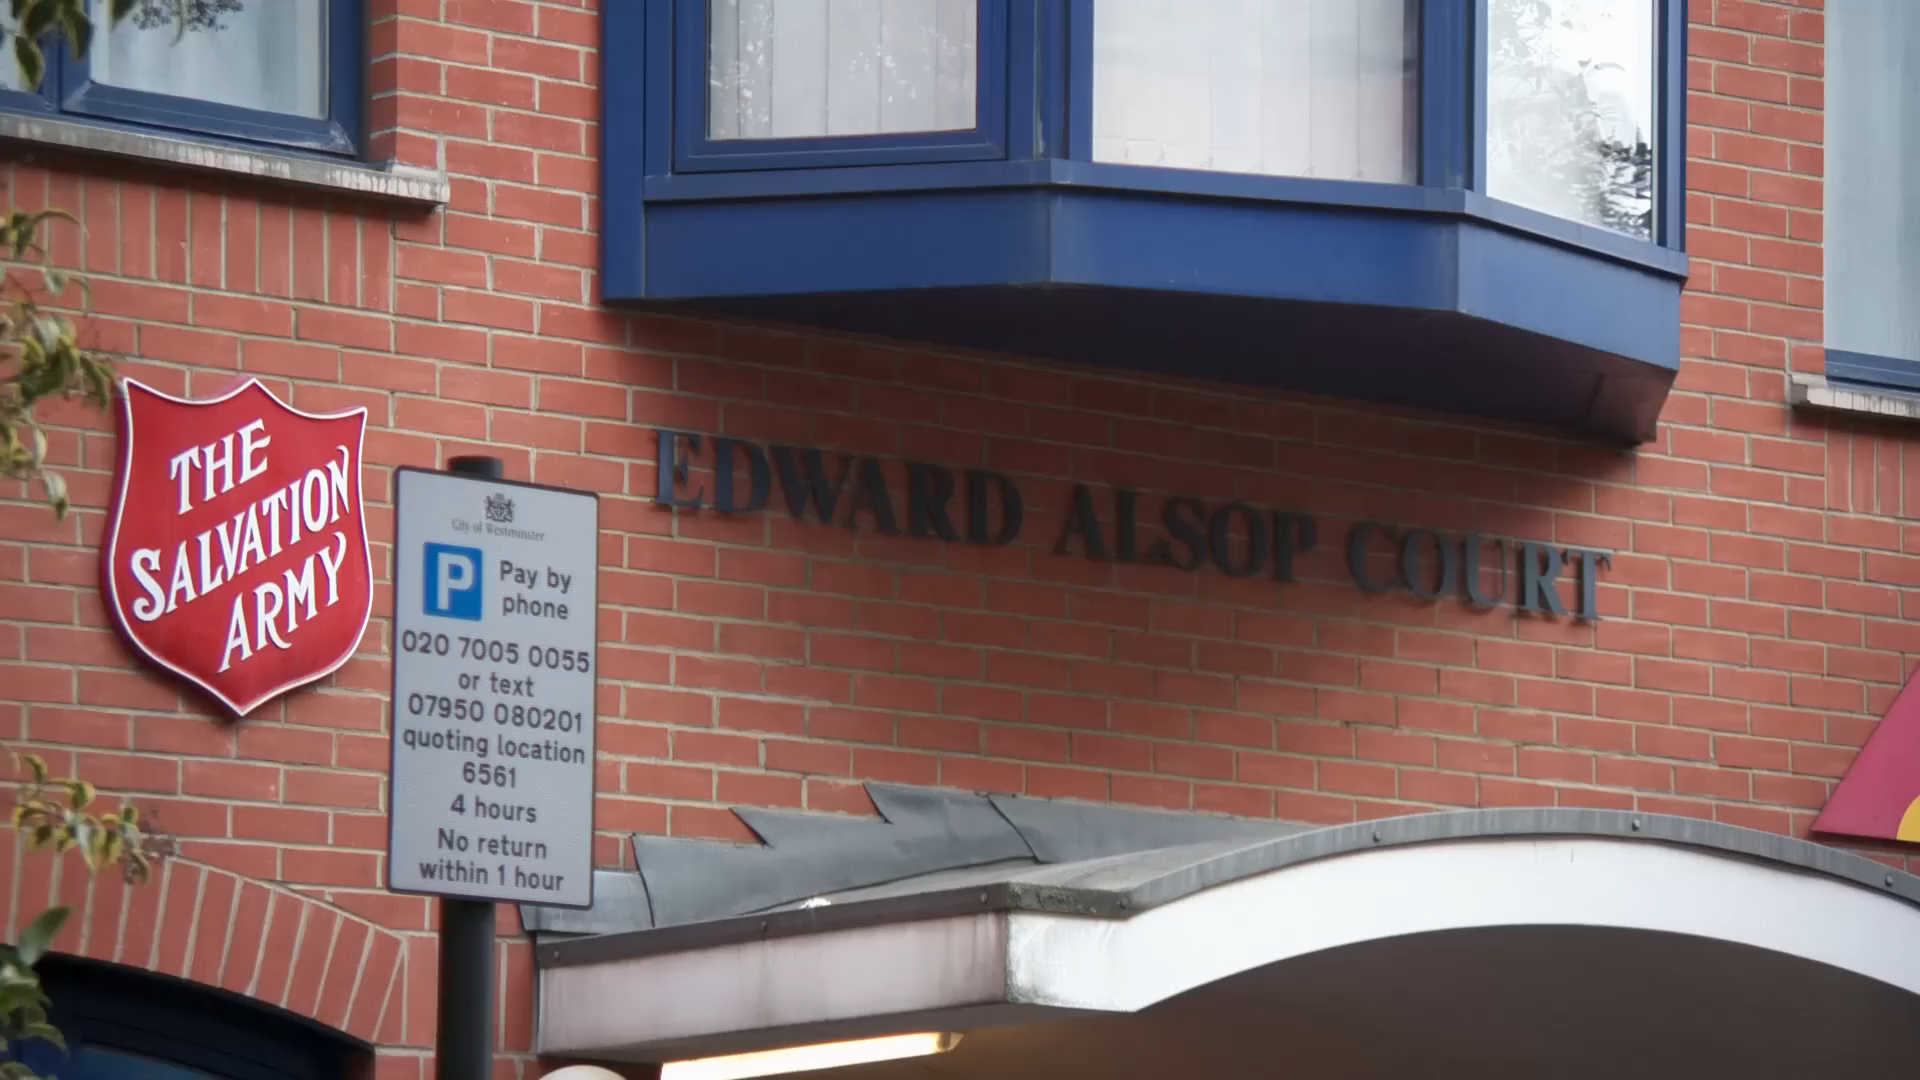 THE
SALVATION
ARMY
City of Westminster
P
Pay by
phone
020 7005 0055
or text
07950 080201
quoting location
6561
4 hours
No return
within 1 hour
EDWARD ALSOP COURT